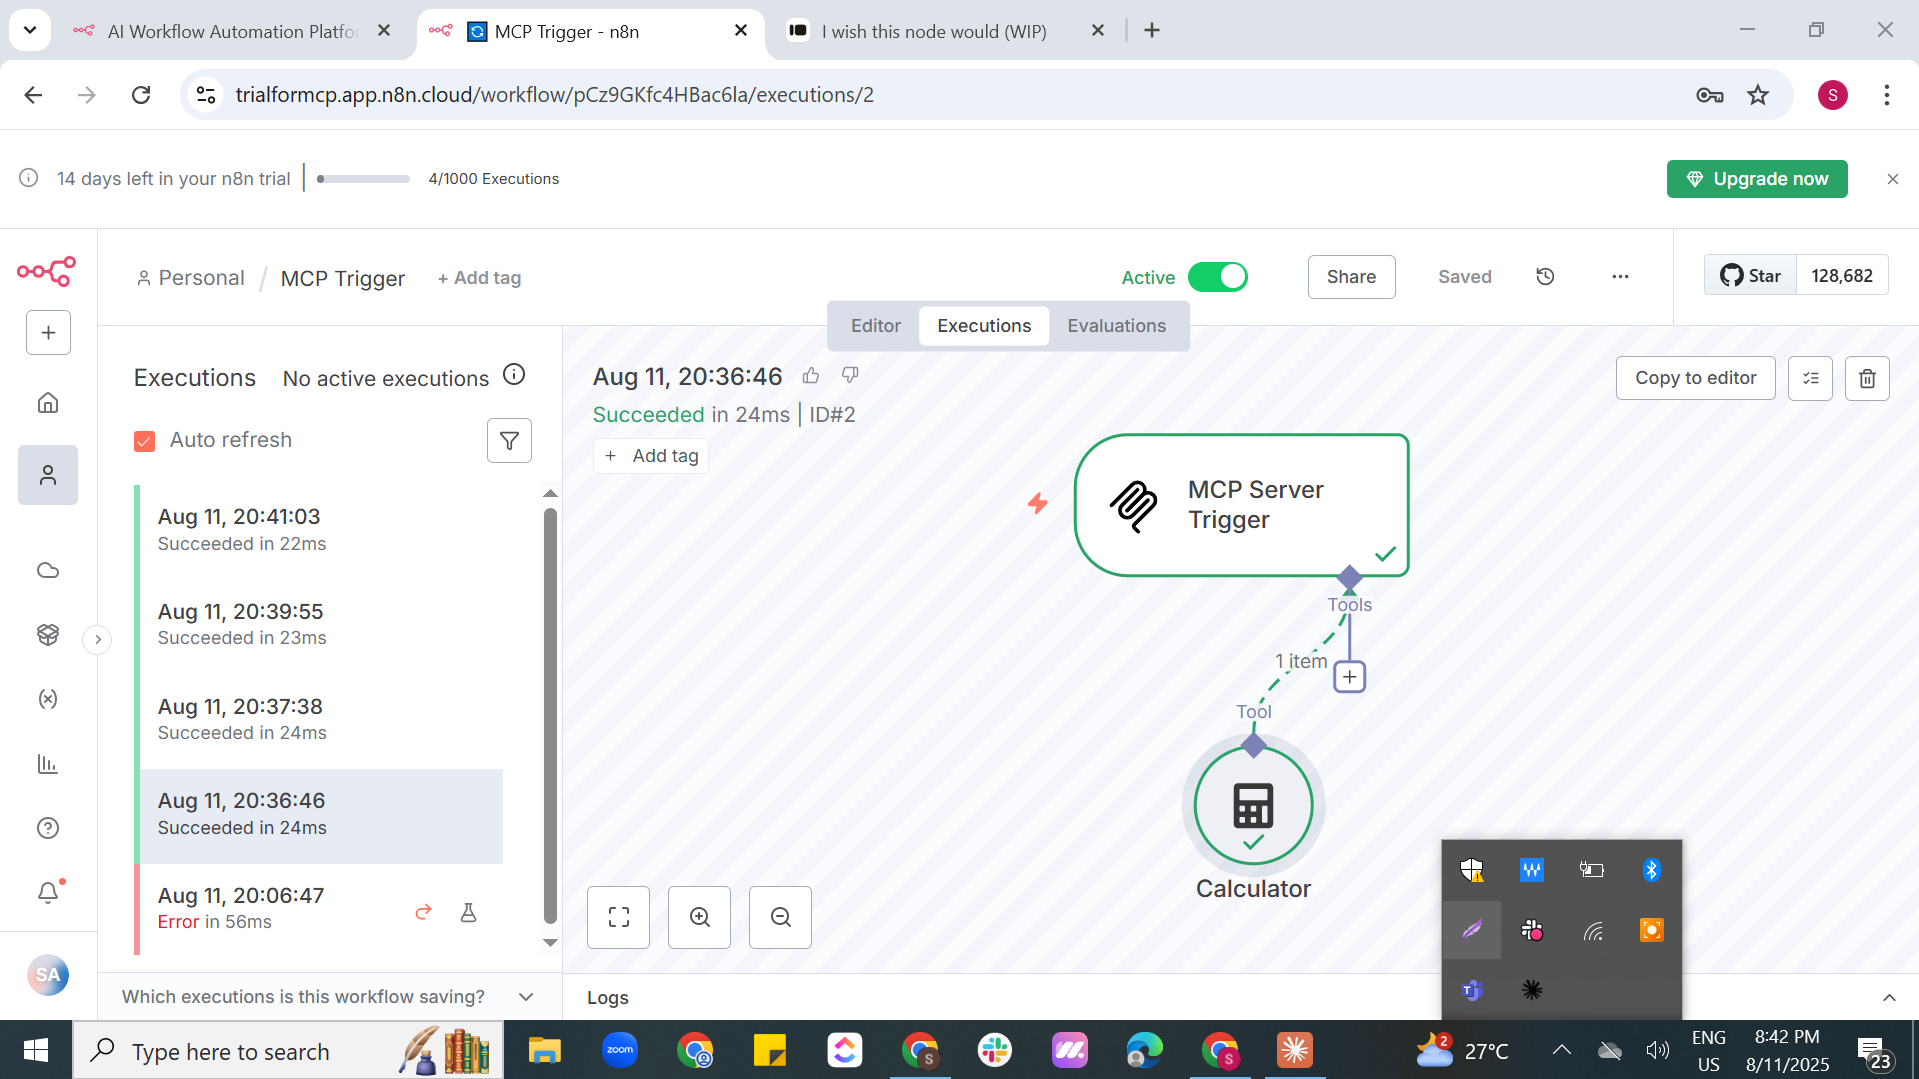 AI Workflow Automation Platfo
MCP Trigger - n8n
I wish this node would (WIP)
trialformcp.app.n8n.cloud/workflow/pCz9GKfc4HBac6la/executions/2
S
14 days left in your n8n trial
4/1000 Executions
Upgrade now
Personal / MCP Trigger
+ Add tag
Active
Share
Saved
Star
128,682
Editor
Executions
Evaluations
Executions
No active executions
Auto refresh
Aug 11, 20:41:03
Succeeded in 22ms
Aug 11, 20:39:55
Succeeded in 23ms
Aug 11, 20:37:38
Succeeded in 24ms
Aug 11, 20:36:46
Succeeded in 24ms
Aug 11, 20:06:47
Error in 56ms
Which executions is this workflow saving?
SA
Aug 11, 20:36:46
Succeeded in 24ms | ID#2
+ Add tag
Copy to editor
MCP Server
Trigger
Tools
1 item
Tool
Calculator
Logs
Type here to search
zoom
S
S
2
27°C
ENG
US
8:42 PM
8/11/2025
23